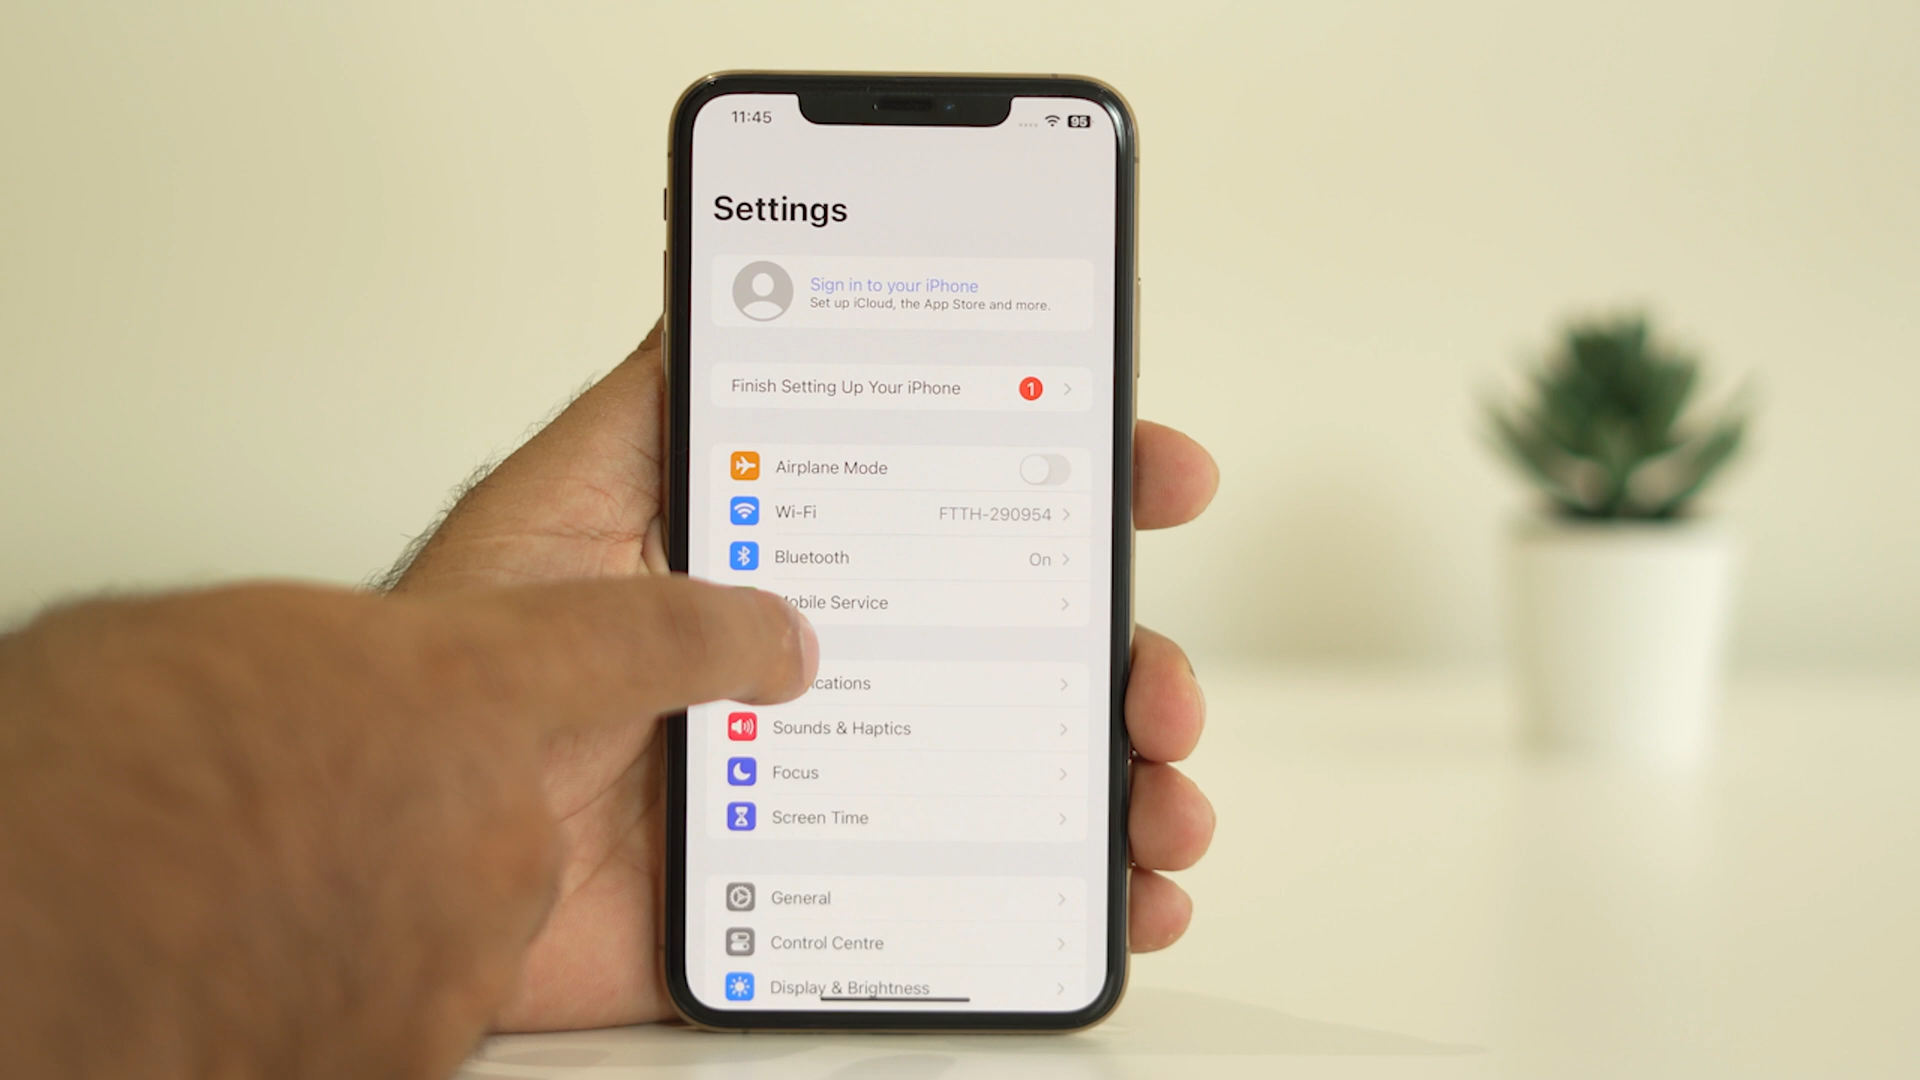 11:45
95
Settings
Sign in to your iPhone
Set up iCloud, the App Store and more.
Finish Setting Up Your iPhone 1
Airplane Mode
Wi-Fi FTTH-290954
Bluetooth On
obile Service
ications
Sounds & Haptics
Focus
Screen Time
General
Control Centre
Display & Brightness